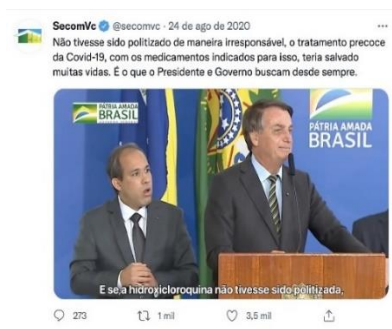 SecomVc @secomvc · 24 de ago de 2020 ···
Não tivesse sido politizado de maneira irresponsável, o tratamento precoce
da Covid-19, com os medicamentos indicados para isso, teria salvado
muitas vidas. É o que o Presidente e Governo buscam desde sempre.
PÁTRIA AMADA
BRASIL
PÁTRIA AMADA
BRASIL
E se a hidroxicloroquina não tivesse sido politizada,
273 1 mil 3,5 mil